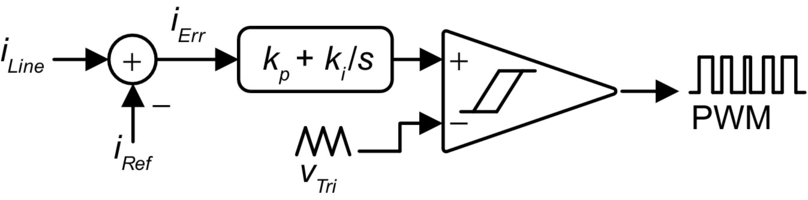 i_Line
+
−
i_Ref
i_Err
k_p + k_i/s
v_Tri
+
−
PWM